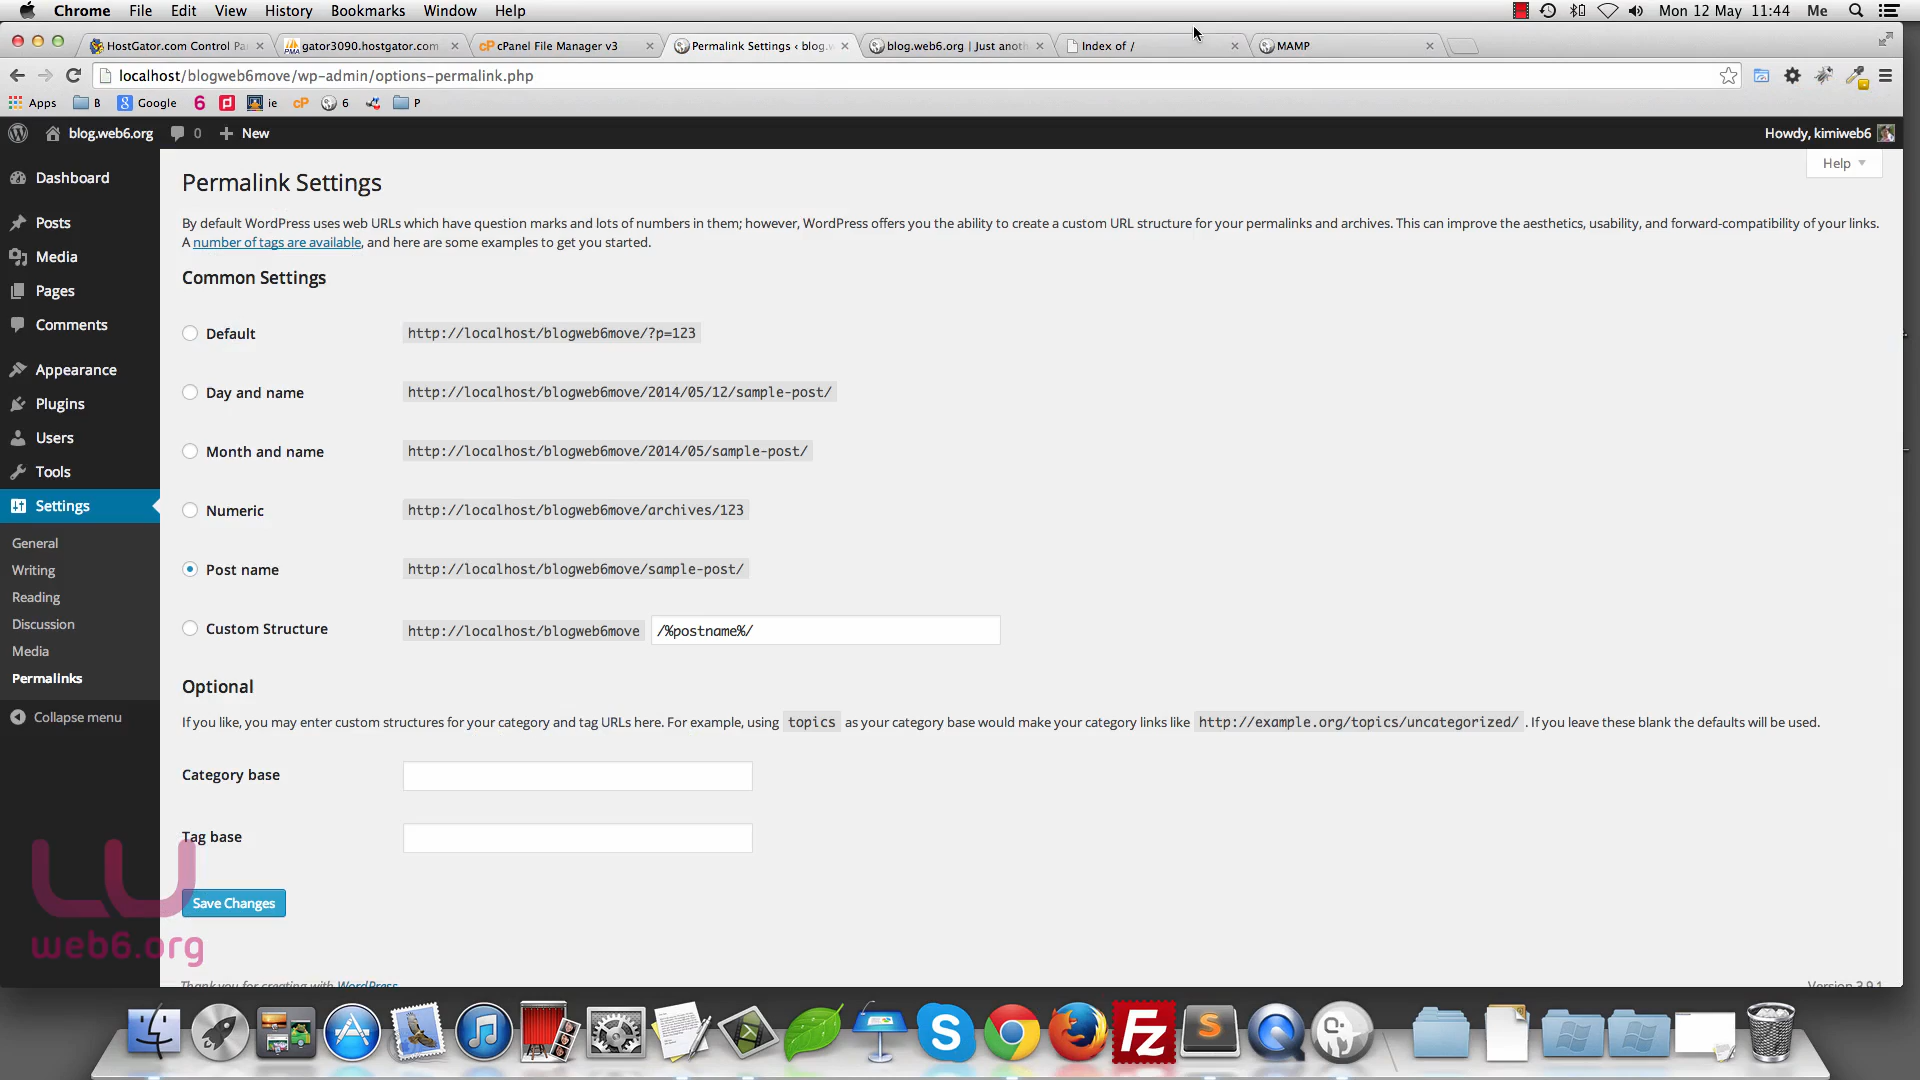 Chrome File Edit View History Bookmarks Window Help Mon 12 May 11:44 Me
HostGator.com Control Pa gator3090.hostgator.com cPanel File Manager v3 Permalink Settings ‹ blog. blog.web6.org | Just anoth Index of / MAMP
localhost/blogweb6move/wp-admin/options-permalink.php
Apps B Google 6 ie cP 6 P
blog.web6.org 0 + New Howdy, kimiweb6
Help
Dashboard
Posts
Media
Pages
Comments
Appearance
Plugins
Users
Tools
Settings
General
Writing
Reading
Discussion
Media
Permalinks
Collapse menu
Permalink Settings
By default WordPress uses web URLs which have question marks and lots of numbers in them; however, WordPress offers you the ability to create a custom URL structure for your permalinks and archives. This can improve the aesthetics, usability, and forward-compatibility of your links.
A number of tags are available, and here are some examples to get you started.
Common Settings
Default http://localhost/blogweb6move/?p=123
Day and name http://localhost/blogweb6move/2014/05/12/sample-post/
Month and name http://localhost/blogweb6move/2014/05/sample-post/
Numeric http://localhost/blogweb6move/archives/123
Post name http://localhost/blogweb6move/sample-post/
Custom Structure http://localhost/blogweb6move /%postname%/
Optional
If you like, you may enter custom structures for your category and tag URLs here. For example, using topics as your category base would make your category links like http://example.org/topics/uncategorized/ . If you leave these blank the defaults will be used.
Category base
Tag base
Save Changes
web6.org
Thank you for creating with WordPress.
Version 3.9.1